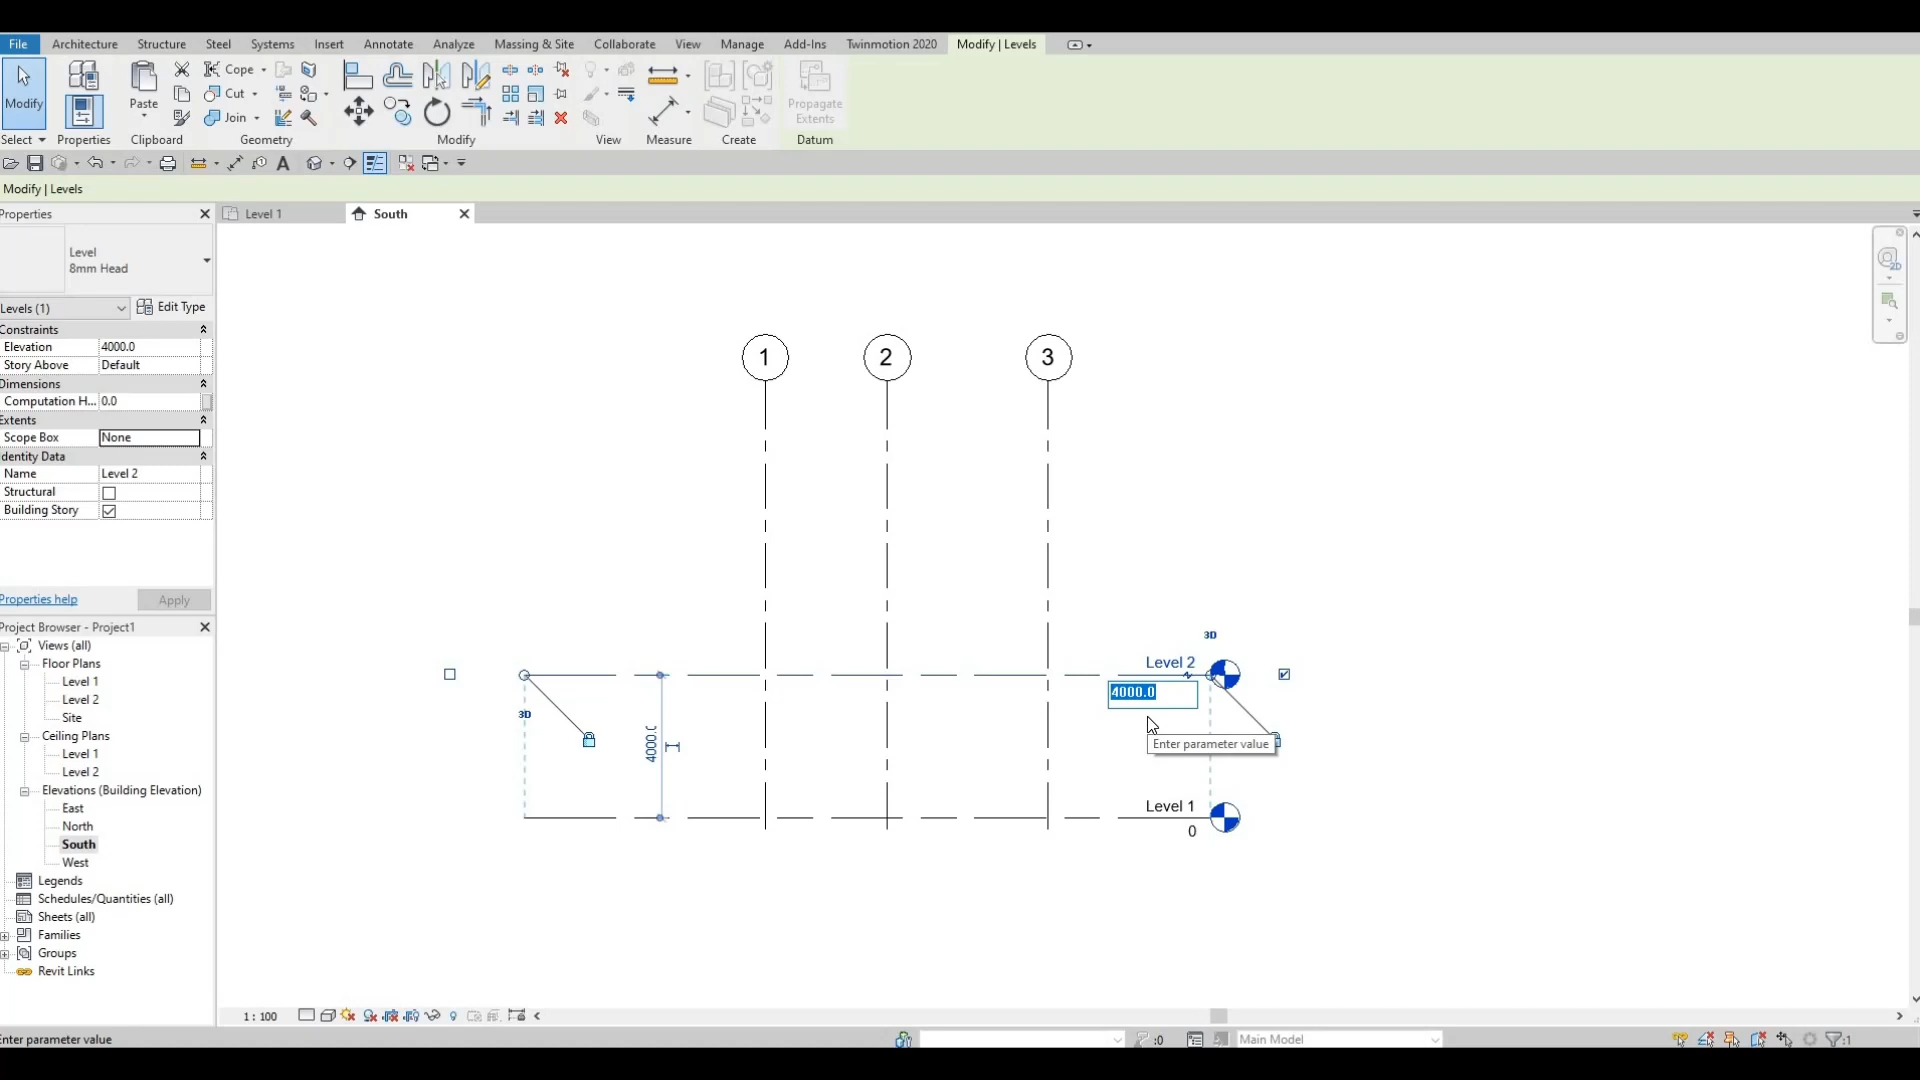 File Architecture Structure Steel Systems Insert Annotate Analyze Massing & Site Collaborate View Manage Add-Ins Twinmotion 2020 Modify | Levels
Cope
Cut
Join
Modify
Paste
Propagate
Extents
Select Properties Clipboard Geometry Modify View Measure Create Datum
A
Modify | Levels
Properties
Level 1
South
Level
8mm Head
Levels (1)
Edit Type
Constraints
Elevation 4000.0
Story Above Default
Dimensions
Computation H... 0.0
Extents
Scope Box None
Identity Data
Name Level 2
Structural
Building Story
Properties help
Apply
Project Browser - Project1
Views (all)
Floor Plans
Level 1
Level 2
Site
Ceiling Plans
Level 1
Level 2
Elevations (Building Elevation)
East
North
South
West
Legends
Schedules/Quantities (all)
Sheets (all)
Families
Groups
Revit Links
2D
1 2 3
3D
Level 2
4000.0
3D
4000.0
Enter parameter value
Level 1
0
1 : 100
Enter parameter value
:0
Main Model
:1